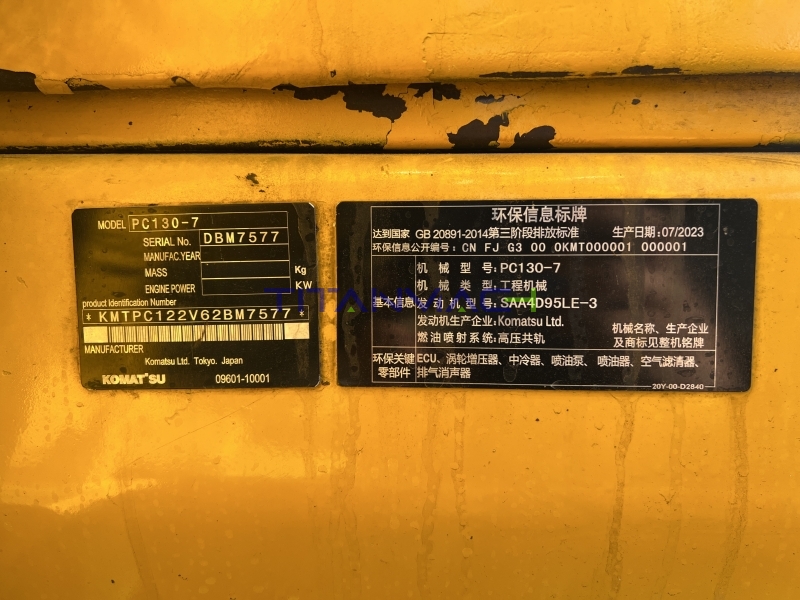 MODEL PC130-7
SERIAL No. DBM7577
MANUFAC.YEAR
MASS Kg
ENGINE POWER KW
product Identification Number
*KMTPC122V62BM7577*
MANUFACTURER
Komatsu Ltd. Tokyo. Japan
KOMATSU 09601-10001
环保信息标牌
达到国家 GB 20891-2014第三阶段排放标准 生产日期:07/2023
环保信息公开编号: CN FJ G3 00 0KMT000001 000001
基本信息
机械型号:PC130-7
机械类型:工程机械
发动机型号:SAA4D95LE-3
发动机生产企业:Komatsu Ltd.
燃油喷射系统:高压共轨
机械名称、生产企业
及商标见整机铭牌
环保关键
零部件
ECU、涡轮增压器、中冷器、喷油泵、喷油器、空气滤清器、
排气消声器
20Y-00-D2840